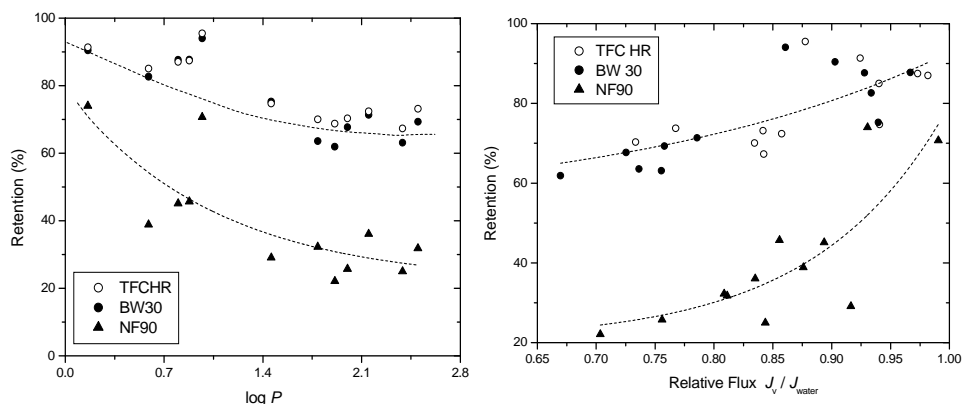 100
80
60
40
20
0
Retention (%)
TFCHR
BW30
NF90
0.0 0.7 1.4 2.1 2.8
log P
100
80
60
40
20
Retention (%)
TFC HR
BW 30
NF90
0.65 0.70 0.75 0.80 0.85 0.90 0.95 1.00
Relative Flux Jv / Jwater